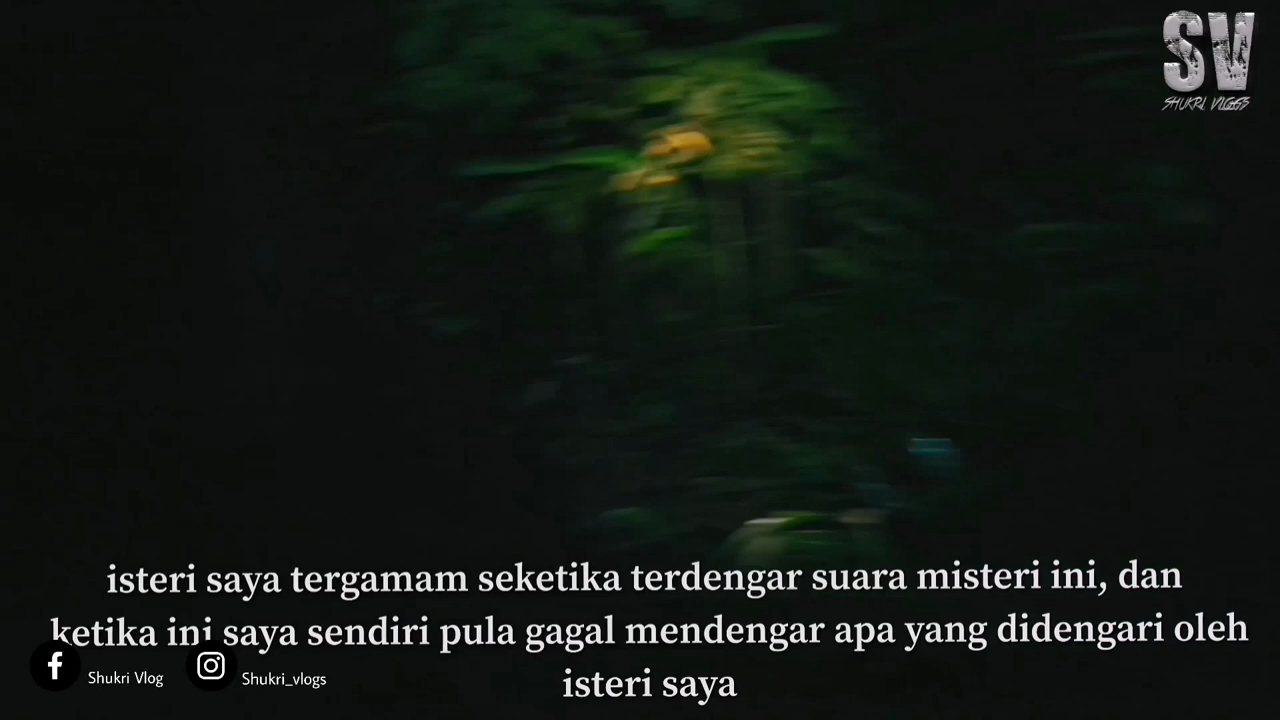 SV
SHUKRI VLOGS
isteri saya tergamam seketika terdengar suara misteri ini, dan
ketika ini saya sendiri pula gagal mendengar apa yang didengari oleh
isteri saya
Shukri Vlog
Shukri_vlogs